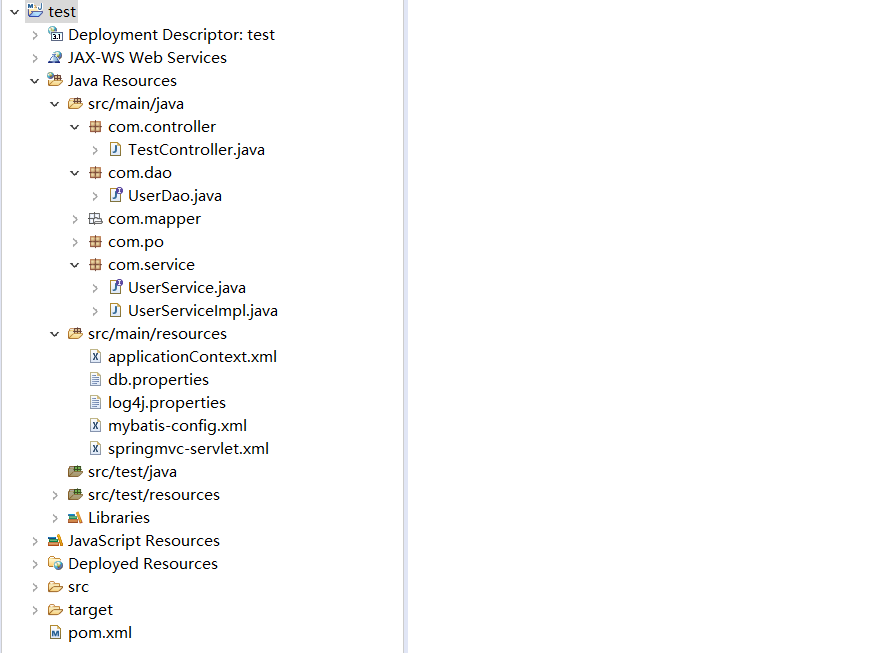 test
Deployment Descriptor: test
JAX-WS Web Services
Java Resources
src/main/java
com.controller
TestController.java
com.dao
UserDao.java
com.mapper
com.po
com.service
UserService.java
UserServiceImpl.java
src/main/resources
applicationContext.xml
db.properties
log4j.properties
mybatis-config.xml
springmvc-servlet.xml
src/test/java
src/test/resources
Libraries
JavaScript Resources
Deployed Resources
src
target
pom.xml